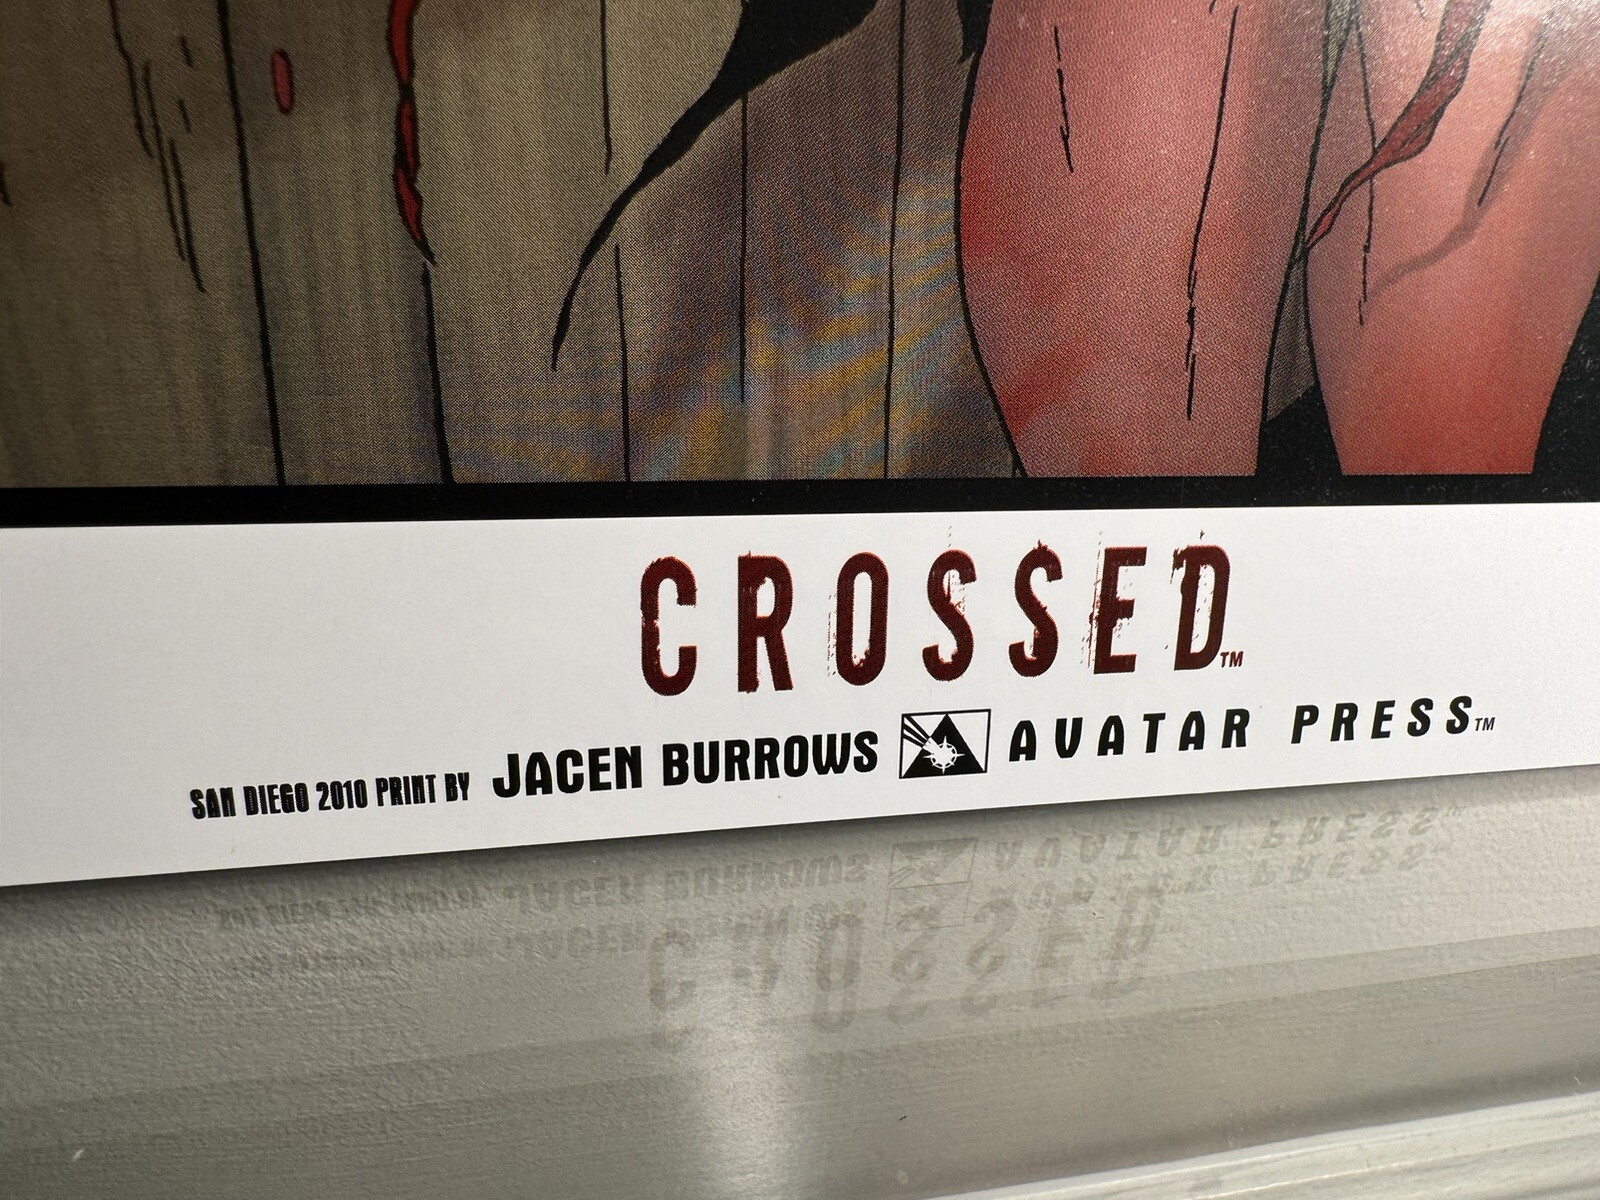 CROSSED™
SAN DIEGO 2010 PRINT BY JACEN BURROWS AVATAR PRESS™